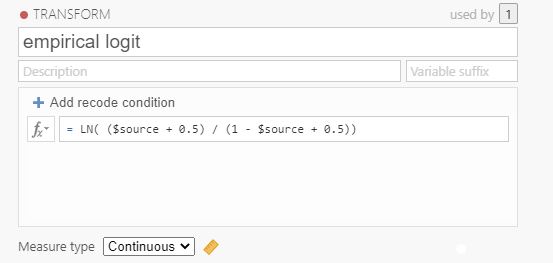 TRANSFORM used by 1
empirical logit
Description Variable suffix
Add recode condition
fx = LN( ($source + 0.5) / (1 - $source + 0.5))
Measure type Continuous